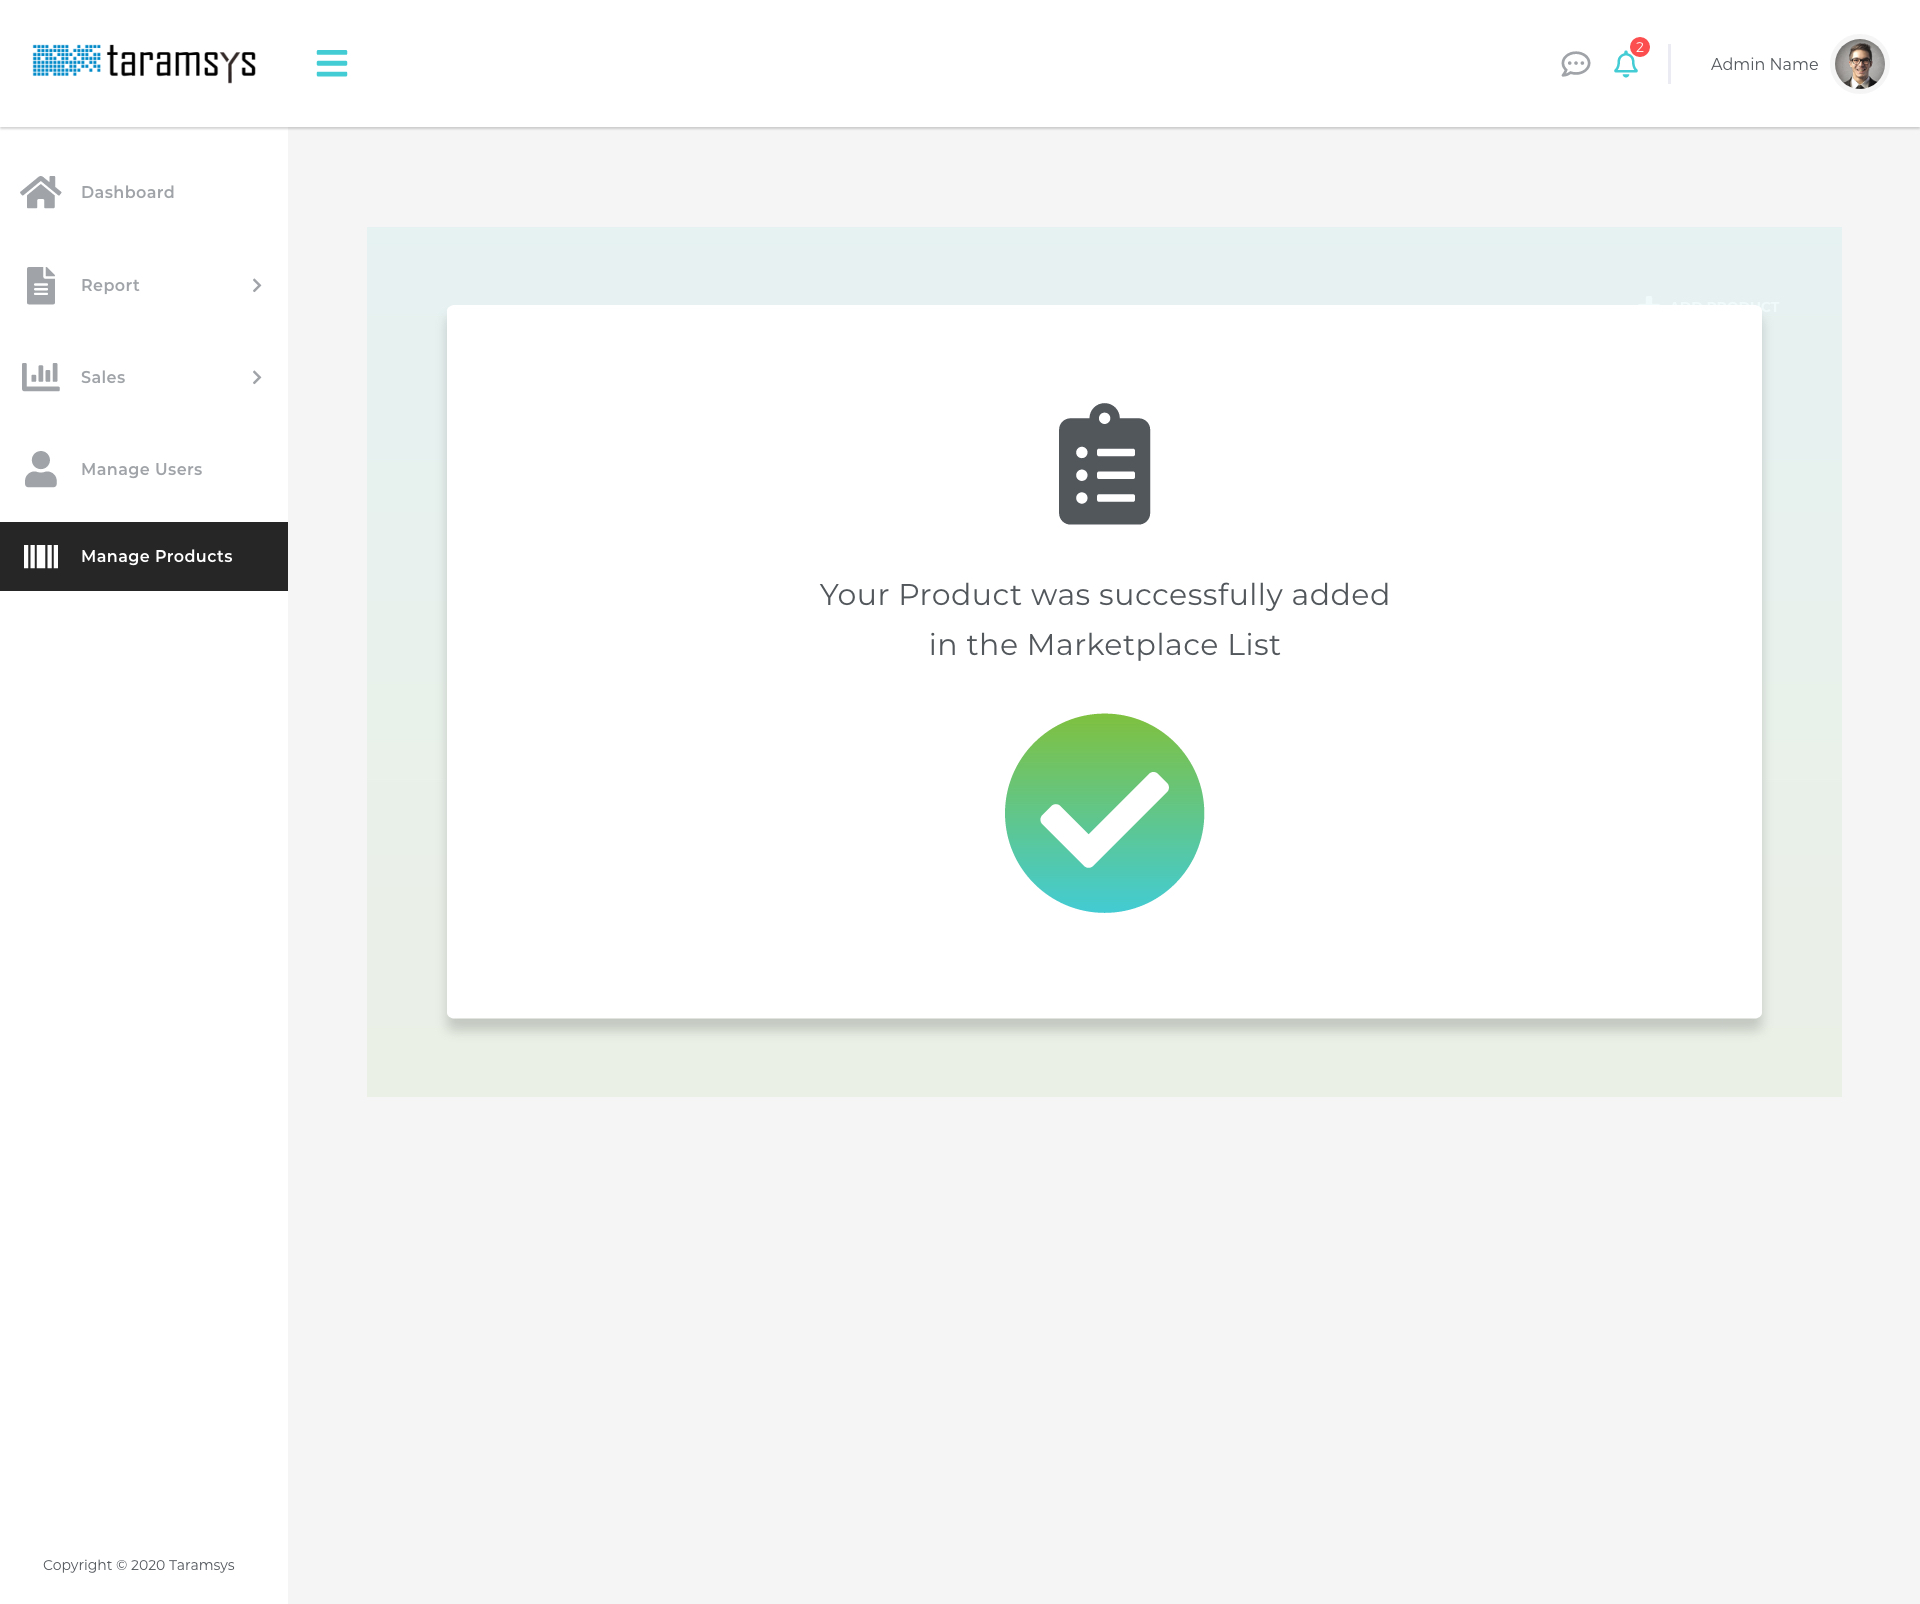 taramsys
2
Admin Name
Dashboard
Report
Sales
Manage Users
Manage Products
Your Product was successfully added
in the Marketplace List
Copyright © 2020 Taramsys